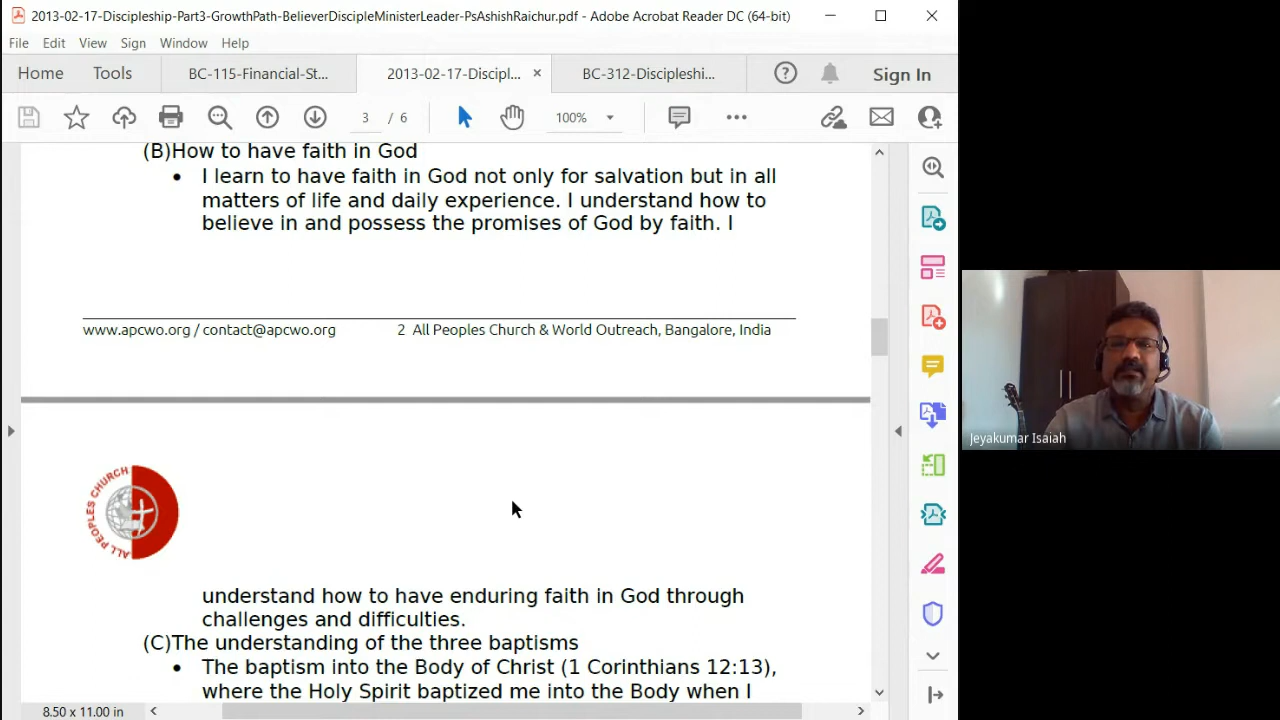 2013-02-17-Discipleship-Part3-GrowthPath-BelieverDiscipleMinisterLeader-PsAshishRaichur.pdf - Adobe Acrobat Reader DC (64-bit)
File Edit View Sign Window Help
Home Tools BC-115-Financial-St... 2013-02-17-Discipl... BC-312-Discipleshi... Sign In
3 / 6 100%
(B)How to have faith in God
• I learn to have faith in God not only for salvation but in all
matters of life and daily experience. I understand how to
believe in and possess the promises of God by faith. I
www.apcwo.org / contact@apcwo.org 2 All Peoples Church & World Outreach, Bangalore, India
Jeyakumar Isaiah
ALL PEOPLES CHURCH
understand how to have enduring faith in God through
challenges and difficulties.
(C)The understanding of the three baptisms
• The baptism into the Body of Christ (1 Corinthians 12:13),
where the Holy Spirit baptized me into the Body when I
8.50 x 11.00 in